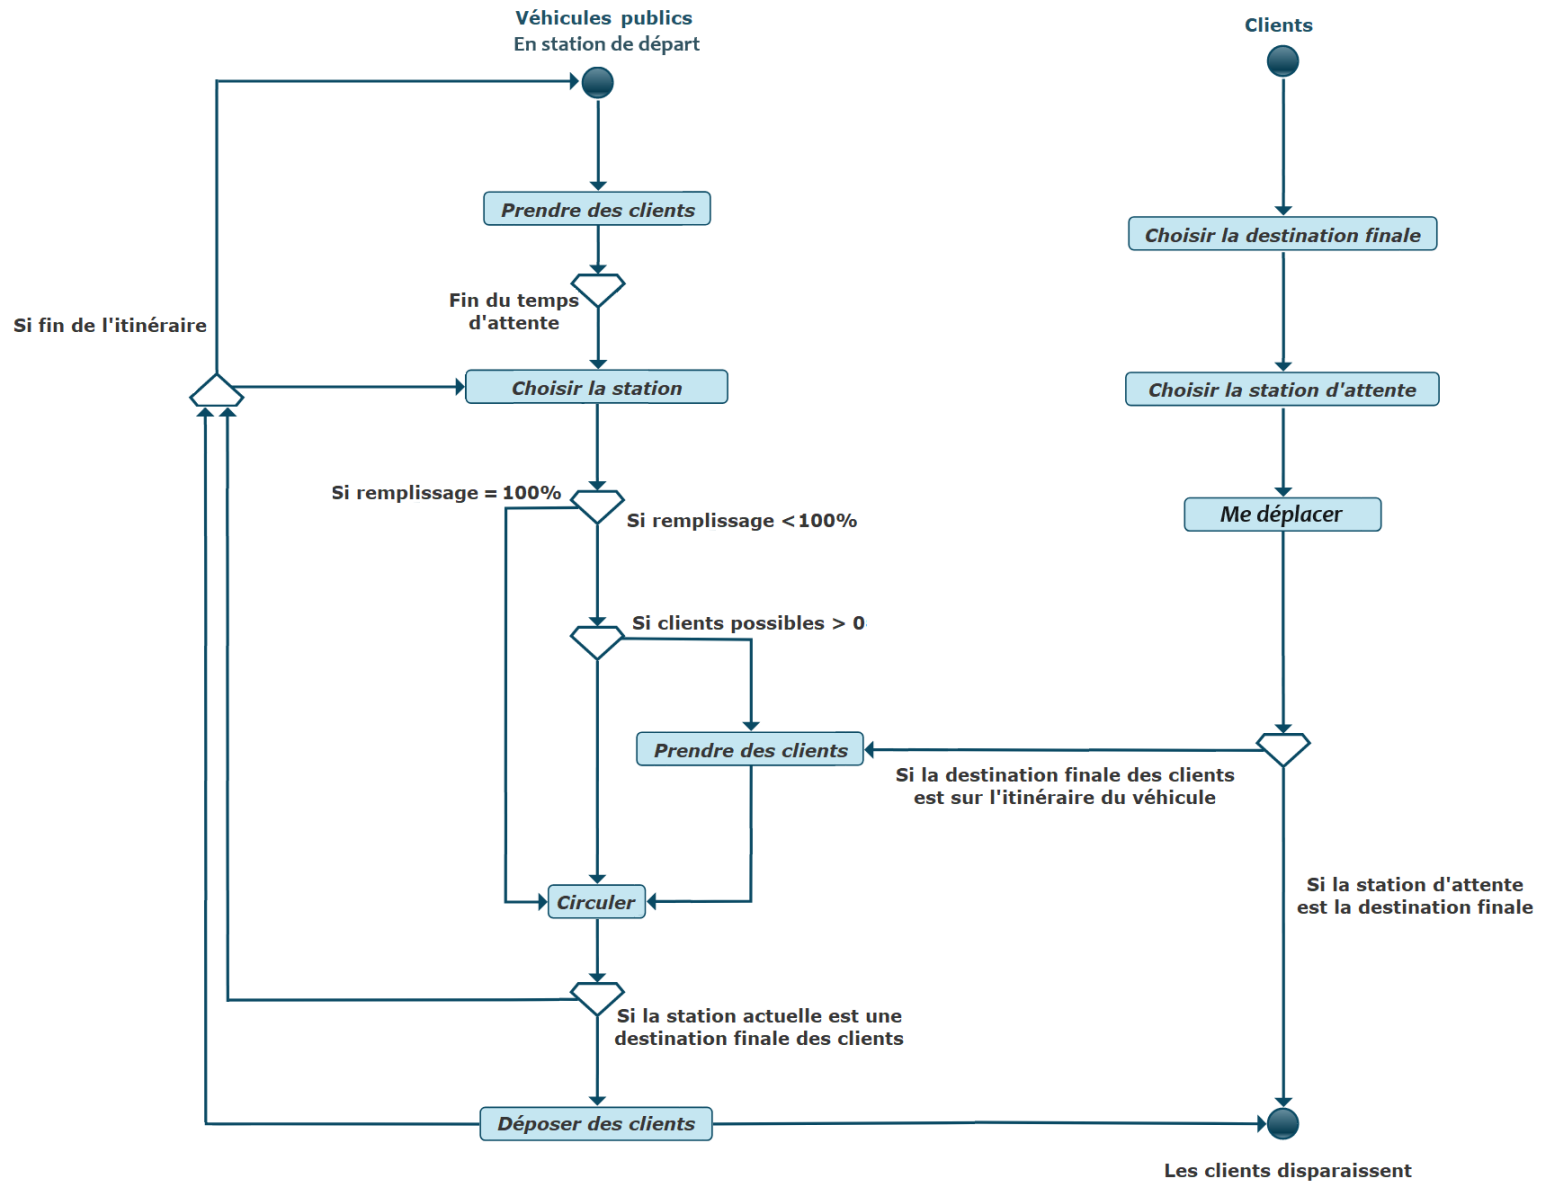 Véhicules publics
En station de départ
Clients
Prendre des clients
Choisir la destination finale
Fin du temps
d'attente
Si fin de l'itinéraire
Choisir la station
Choisir la station d'attente
Si remplissage = 100%
Si remplissage <100%
Me déplacer
Si clients possibles > 0
Prendre des clients
Si la destination finale des clients
est sur l'itinéraire du véhicule
Si la station d'attente
est la destination finale
Circuler
Si la station actuelle est une
destination finale des clients
Déposer des clients
Les clients disparaissent